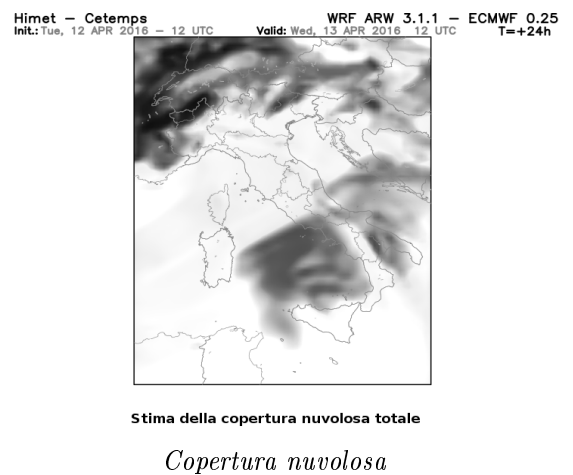 Himet – Cetemps WRF ARW 3.1.1 – ECMWF 0.25
Init.: Tue, 12 APR 2016 – 12 UTC Valid: Wed, 13 APR 2016 12 UTC T=+24h
Stima della copertura nuvolosa totale
Copertura nuvolosa